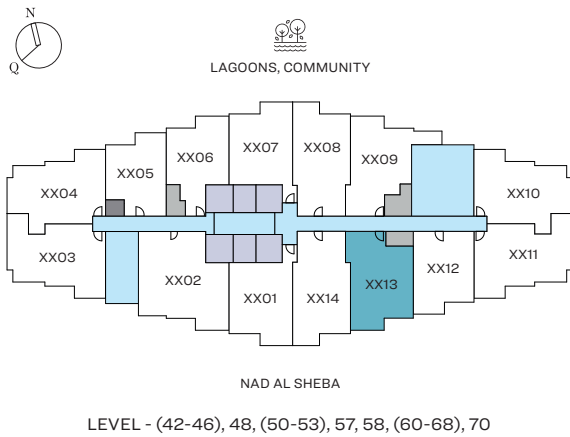 N
Q
LAGOONS, COMMUNITY
XX07
XX08
XX06
XX09
XX05
XX04
XX10
XX03
XX11
XX02
XX12
XX13
XX01
XX14
NAD AL SHEBA
LEVEL - (42-46), 48, (50-53), 57, 58, (60-68), 70